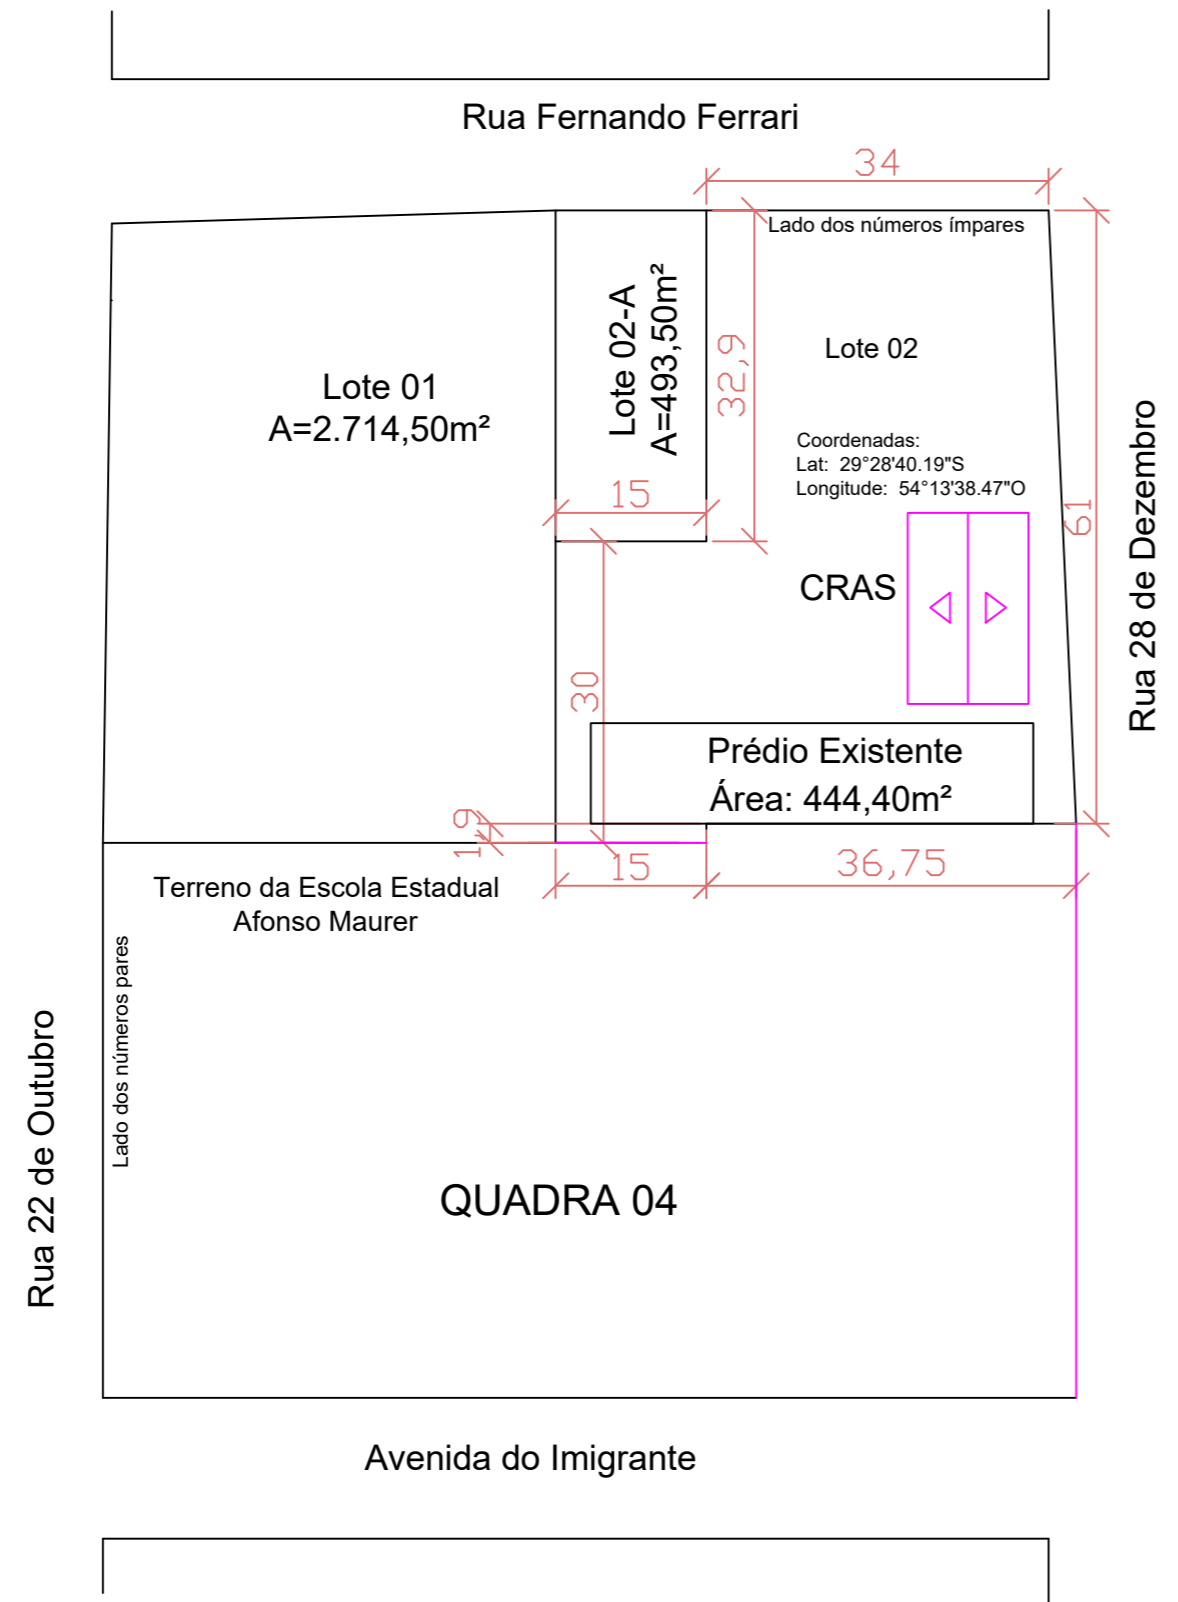 Rua Fernando Ferrari
34
Lado dos números ímpares
Lote 02-A
A=493,50m²
32,9
Lote 02
Lote 01
A=2.714,50m²
Coordenadas:
Lat: 29°28'40.19"S
Longitude: 54°13'38.47"O
15
61
Rua 28 de Dezembro
CRAS
30
Prédio Existente
Área: 444,40m²
1,9
15
36,75
Terreno da Escola Estadual
Afonso Maurer
Lado dos números pares
Rua 22 de Outubro
QUADRA 04
Avenida do Imigrante